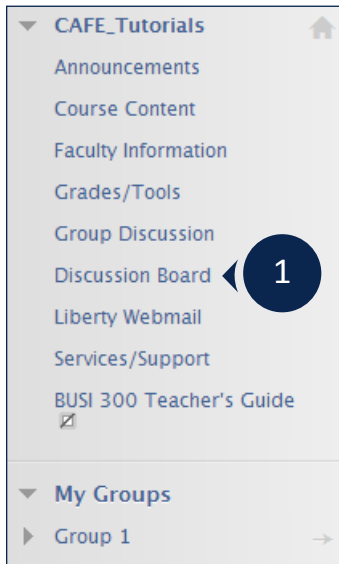 CAFE_Tutorials
Announcements
Course Content
Faculty Information
Grades/Tools
Group Discussion
Discussion Board
1
Liberty Webmail
Services/Support
BUSI 300 Teacher's Guide
My Groups
Group 1